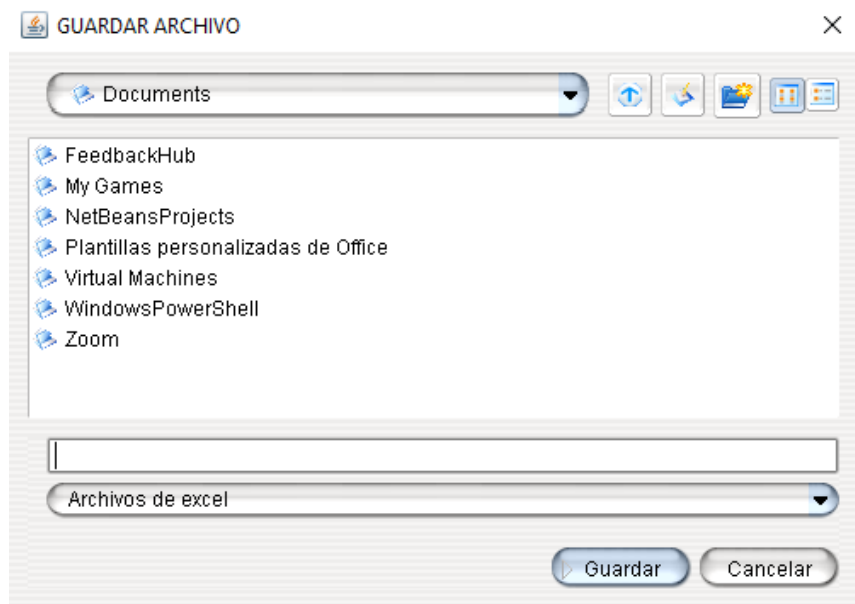 GUARDAR ARCHIVO
Documents
FeedbackHub
My Games
NetBeansProjects
Plantillas personalizadas de Office
Virtual Machines
WindowsPowerShell
Zoom
Archivos de excel
Guardar Cancelar